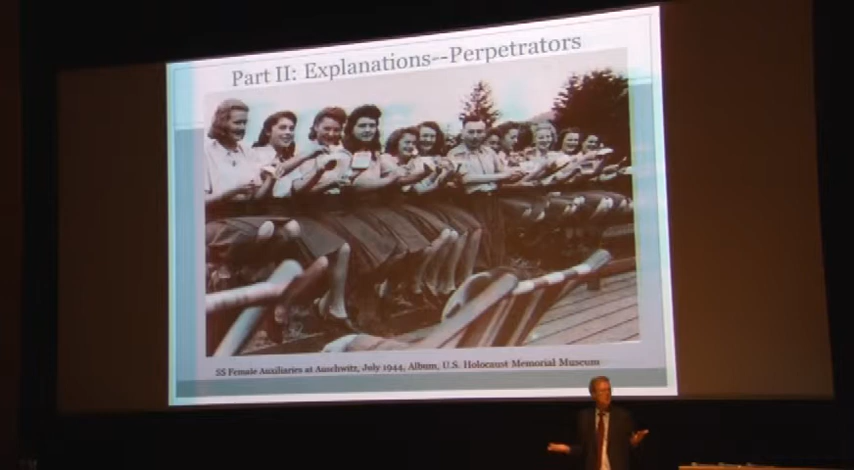 Part II: Explanations--Perpetrators
SS Female Auxiliaries at Auschwitz, July 1944, Album, U.S. Holocaust Memorial Museum